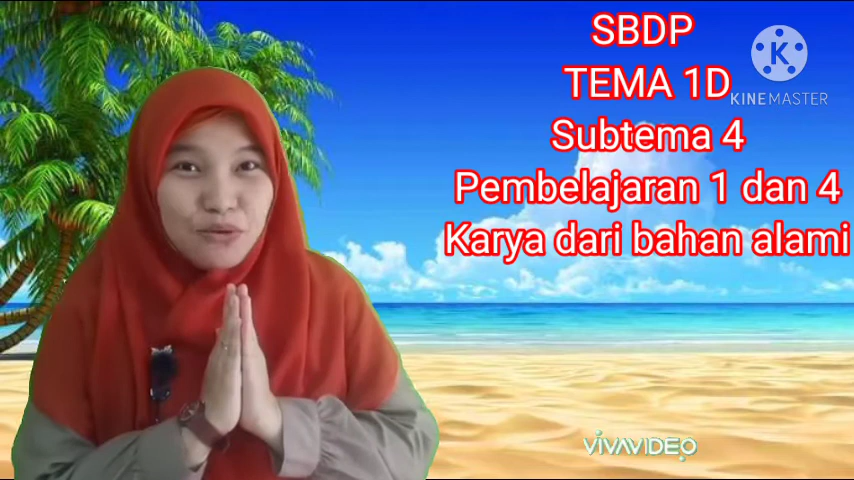 SBDP
TEMA 1D
Subtema 4
Pembelajaran 1 dan 4
Karya dari bahan alami
K
KINEMASTER
VIVAVIDEO